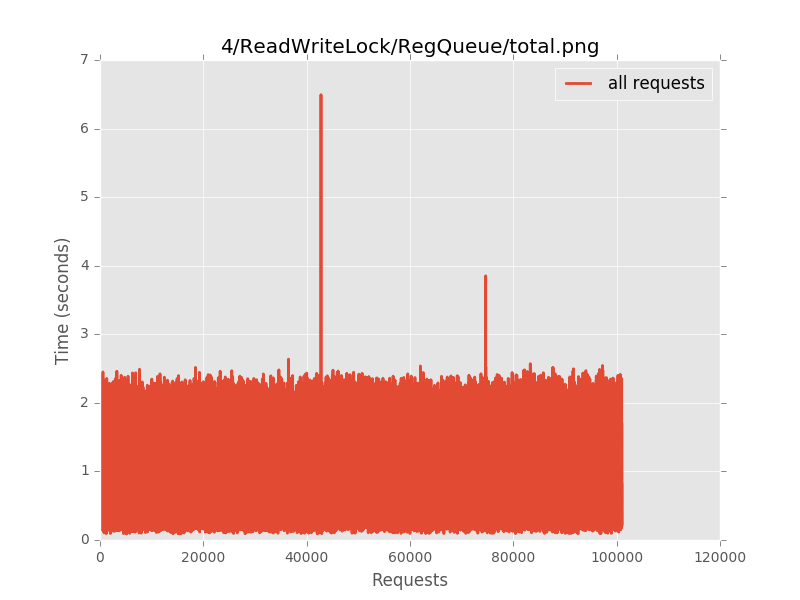 4/ReadWriteLock/RegQueue/total.png
all requests
Time (seconds)
7
6
5
4
3
2
1
0
0 20000 40000 60000 80000 100000 120000
Requests